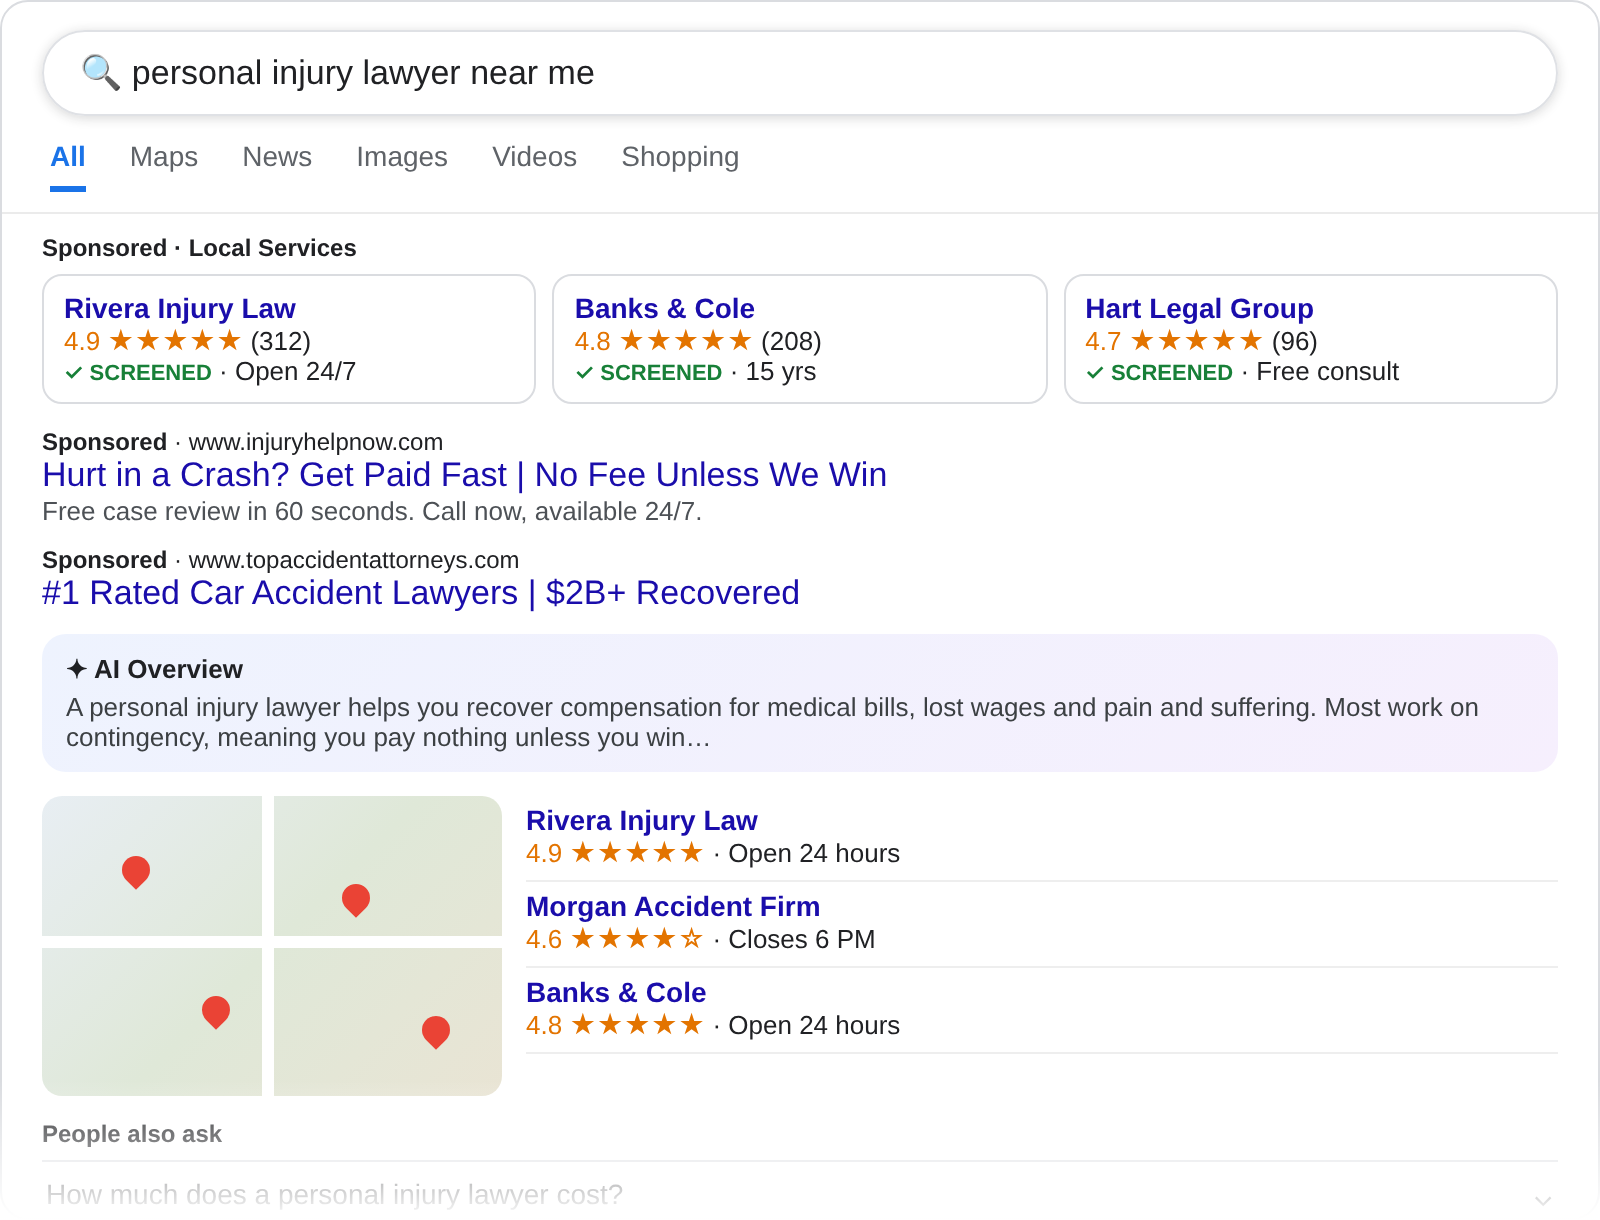 🔍 personal injury lawyer near me
All Maps News Images Videos Shopping
Sponsored · Local Services
Rivera Injury Law
4.9 ★★★★★ (312)
✓ SCREENED · Open 24/7
Banks & Cole
4.8 ★★★★★ (208)
✓ SCREENED · 15 yrs
Hart Legal Group
4.7 ★★★★★ (96)
✓ SCREENED · Free consult
Sponsored · www.injuryhelpnow.com
Hurt in a Crash? Get Paid Fast | No Fee Unless We Win
Free case review in 60 seconds. Call now, available 24/7.
Sponsored · www.topaccidentattorneys.com
#1 Rated Car Accident Lawyers | $2B+ Recovered
✦ AI Overview
A personal injury lawyer helps you recover compensation for medical bills, lost wages and pain and suffering. Most work on
contingency, meaning you pay nothing unless you win…
Rivera Injury Law
4.9 ★★★★★ · Open 24 hours
Morgan Accident Firm
4.6 ★★★★☆ · Closes 6 PM
Banks & Cole
4.8 ★★★★★ · Open 24 hours
People also ask
How much does a personal injury lawyer cost?